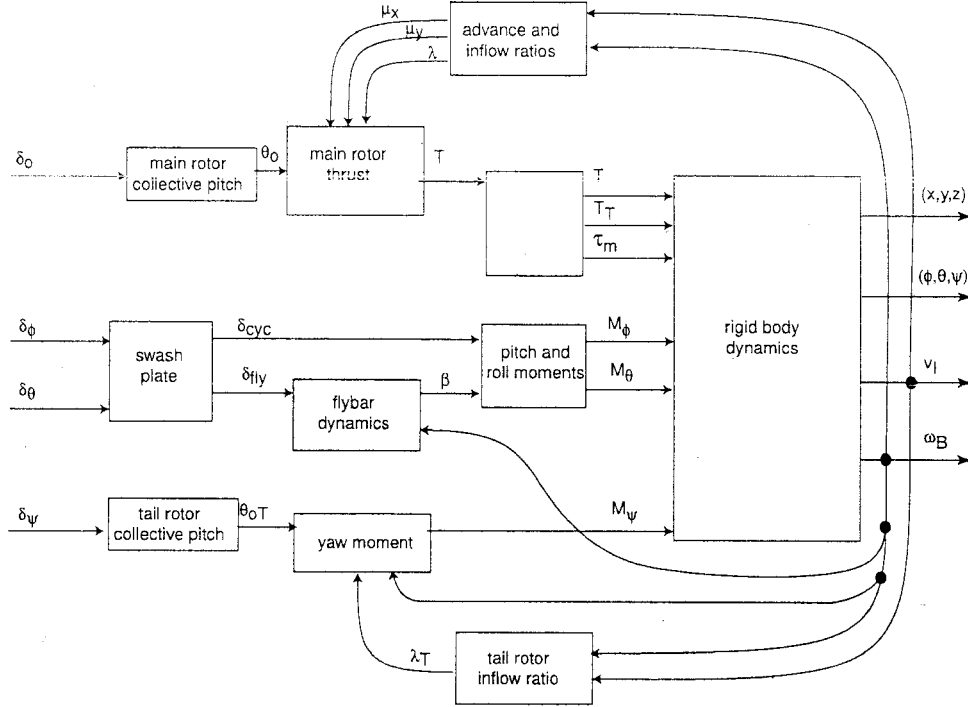 μx
μy
λ
advance and
inflow ratios
δo
main rotor
collective pitch
θo
main rotor
thrust
T
T
TT
τm
(x,y,z)
(ϕ,θ,ψ)
rigid body
dynamics
vI
ωB
δϕ
δθ
swash
plate
δcyc
δfly
flybar
dynamics
β
pitch and
roll moments
Mϕ
Mθ
δψ
tail rotor
collective pitch
θoT
yaw moment
Mψ
λT
tail rotor
inflow ratio